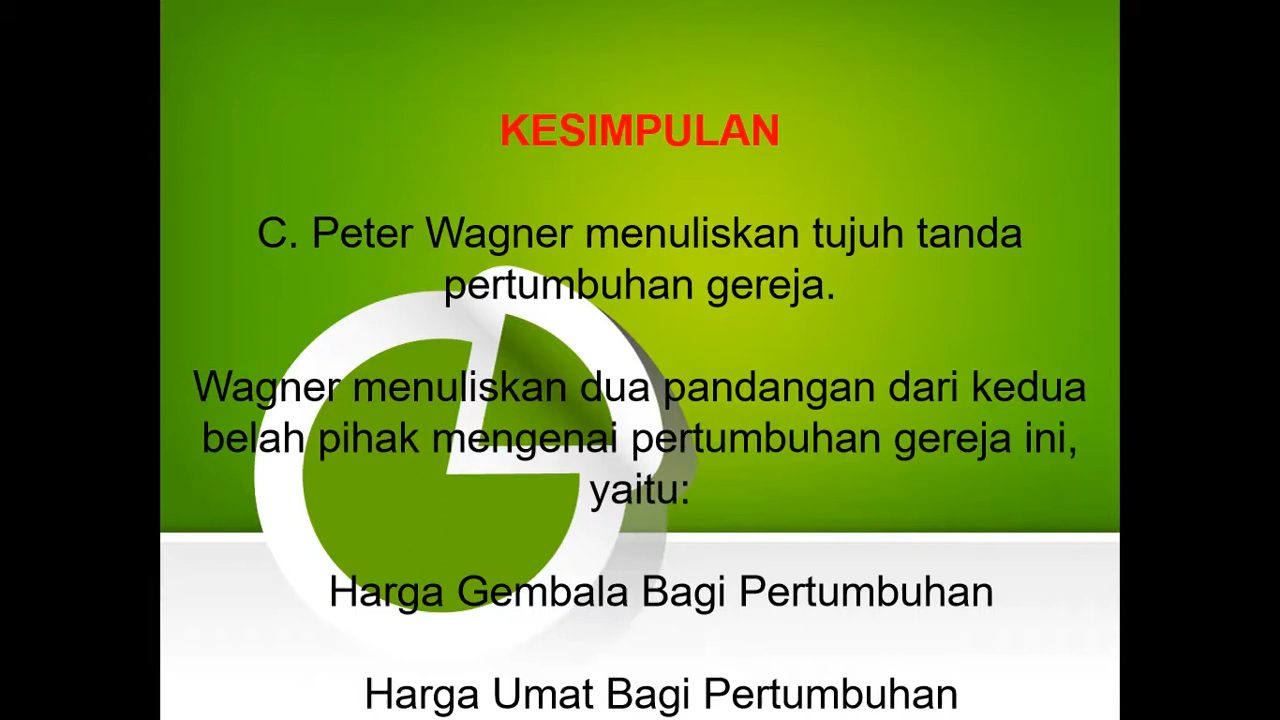 KESIMPULAN
C. Peter Wagner menuliskan tujuh tanda
pertumbuhan gereja.
Wagner menuliskan dua pandangan dari kedua
belah pihak mengenai pertumbuhan gereja ini,
yaitu:
Harga Gembala Bagi Pertumbuhan
Harga Umat Bagi Pertumbuhan